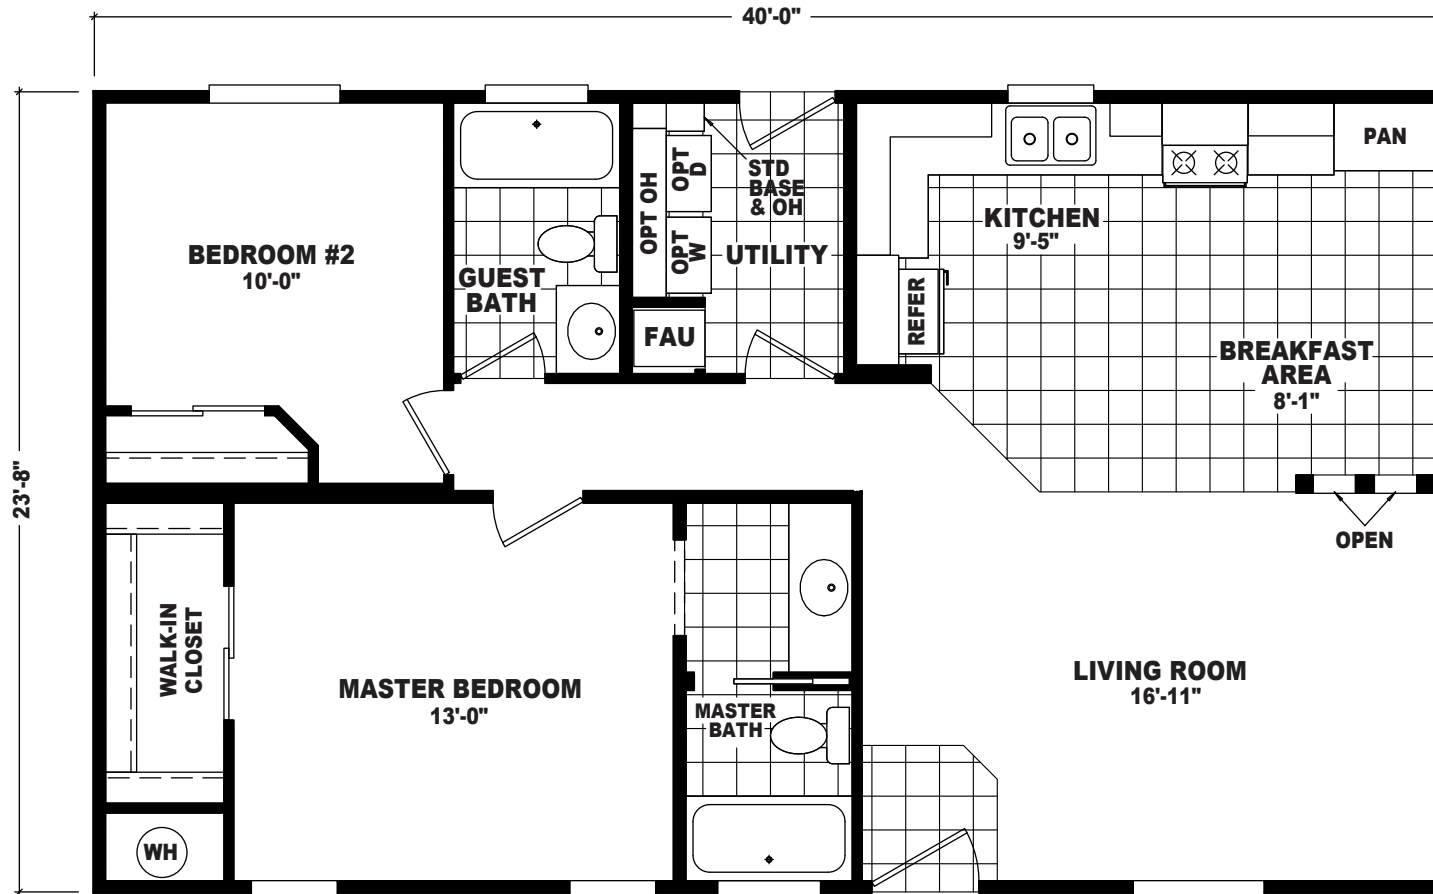 40'-0"
PAN
OPT D
STD
BASE
& OH
OPT OH
KITCHEN
9'-5"
BEDROOM #2
10'-0"
OPT W
UTILITY
GUEST
BATH
REFER
FAU
BREAKFAST
AREA
8'-1"
23'-8"
OPEN
WALK-IN
CLOSET
MASTER BEDROOM
13'-0"
LIVING ROOM
16'-11"
MASTER
BATH
WH